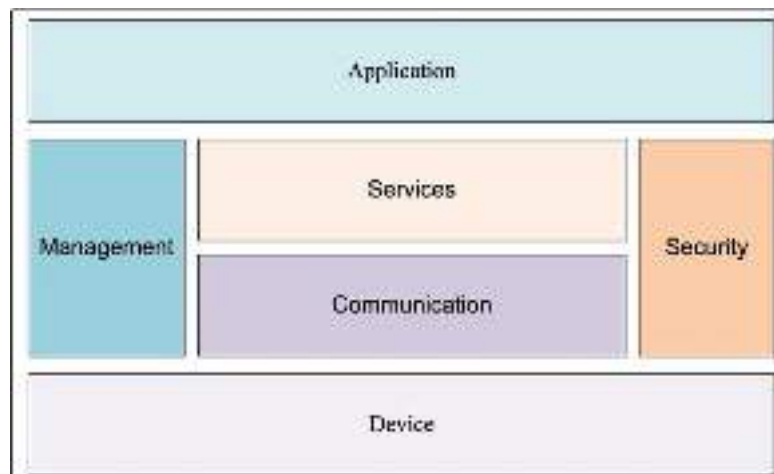 Application
Services
Management
Security
Communication
Device